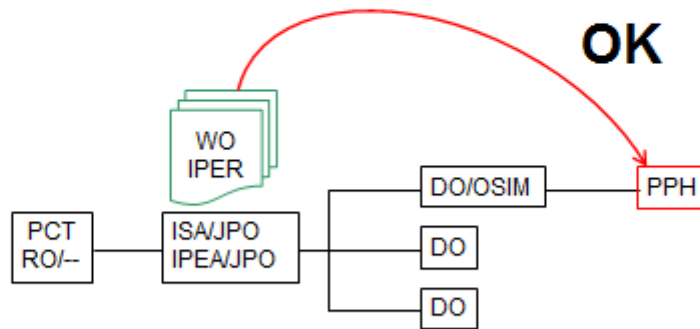 OK
WO
IPER
DO/OSIM
PPH
PCT
RO/--
ISA/JPO
IPEA/JPO
DO
DO